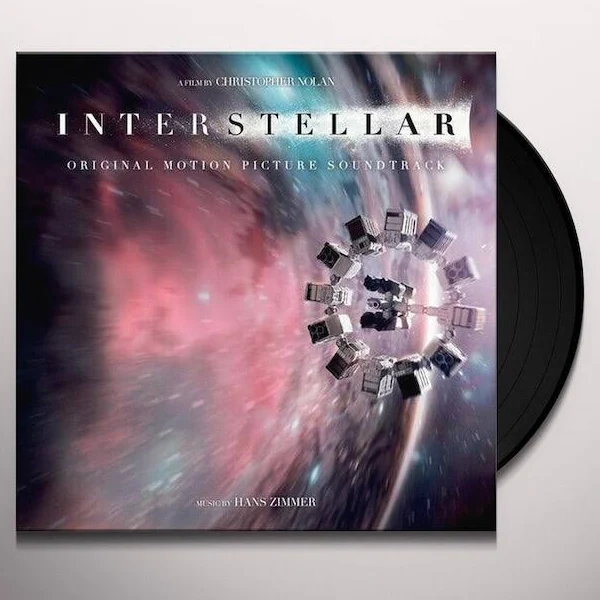 A FILM BY CHRISTOPHER NOLAN
INTERSTELLAR
ORIGINAL MOTION PICTURE SOUNDTRACK
MUSIC BY HANS ZIMMER